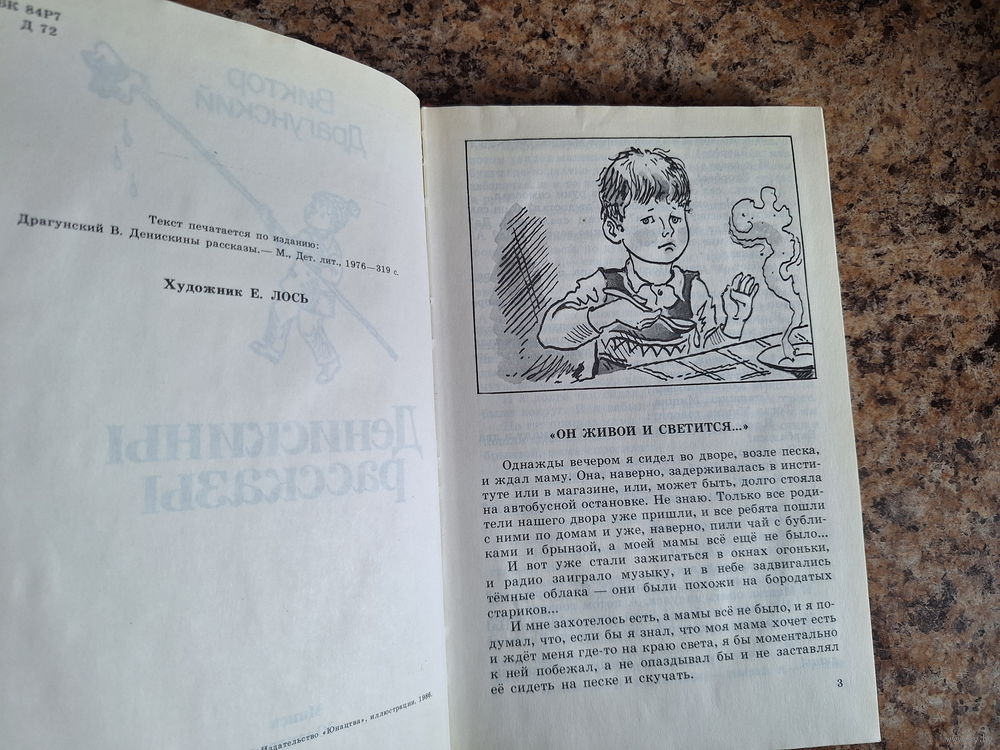 БК 84Р7
Д 72
Виктор
Драгунский
Текст печатается по изданию:
Драгунский В. Денискины рассказы.— М., Дет. лит., 1976—319 с.
Художник Е. ЛОСЬ
Денискины
рассказы
Издательство «Юнацтва», иллюстрации, 1986.
«ОН ЖИВОЙ И СВЕТИТСЯ...»
Однажды вечером я сидел во дворе, возле песка,
и ждал маму. Она, наверно, задерживалась в инсти-
туте или в магазине, или, может быть, долго стояла
на автобусной остановке. Не знаю. Только все роди-
тели нашего двора уже пришли, и все ребята пошли
с ними по домам и уже, наверно, пили чай с бубли-
ками и брынзой, а моей мамы всё ещё не было...
И вот уже стали зажигаться в окнах огоньки,
и радио заиграло музыку, и в небе задвигались
тёмные облака — они были похожи на бородатых
стариков...
И мне захотелось есть, а мамы всё не было, и я по-
думал, что, если бы я знал, что моя мама хочет есть
и ждёт меня где-то на краю света, я бы моментально
к ней побежал, а не опаздывал бы и не заставлял
её сидеть на песке и скучать.
3